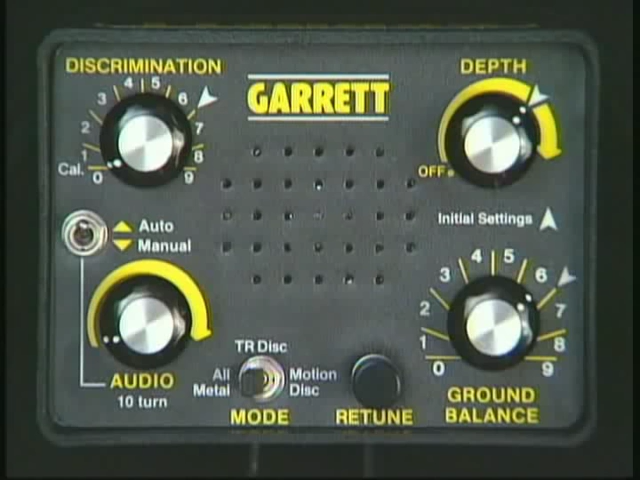 DISCRIMINATION
Cal. 0 1 2 3 4 5 6 7 8 9
GARRETT
DEPTH
OFF
Auto
Manual
Initial Settings
AUDIO
10 turn
TR Disc
All
Metal
Motion
Disc
MODE
RETUNE
0 1 2 3 4 5 6 7 8 9
GROUND
BALANCE